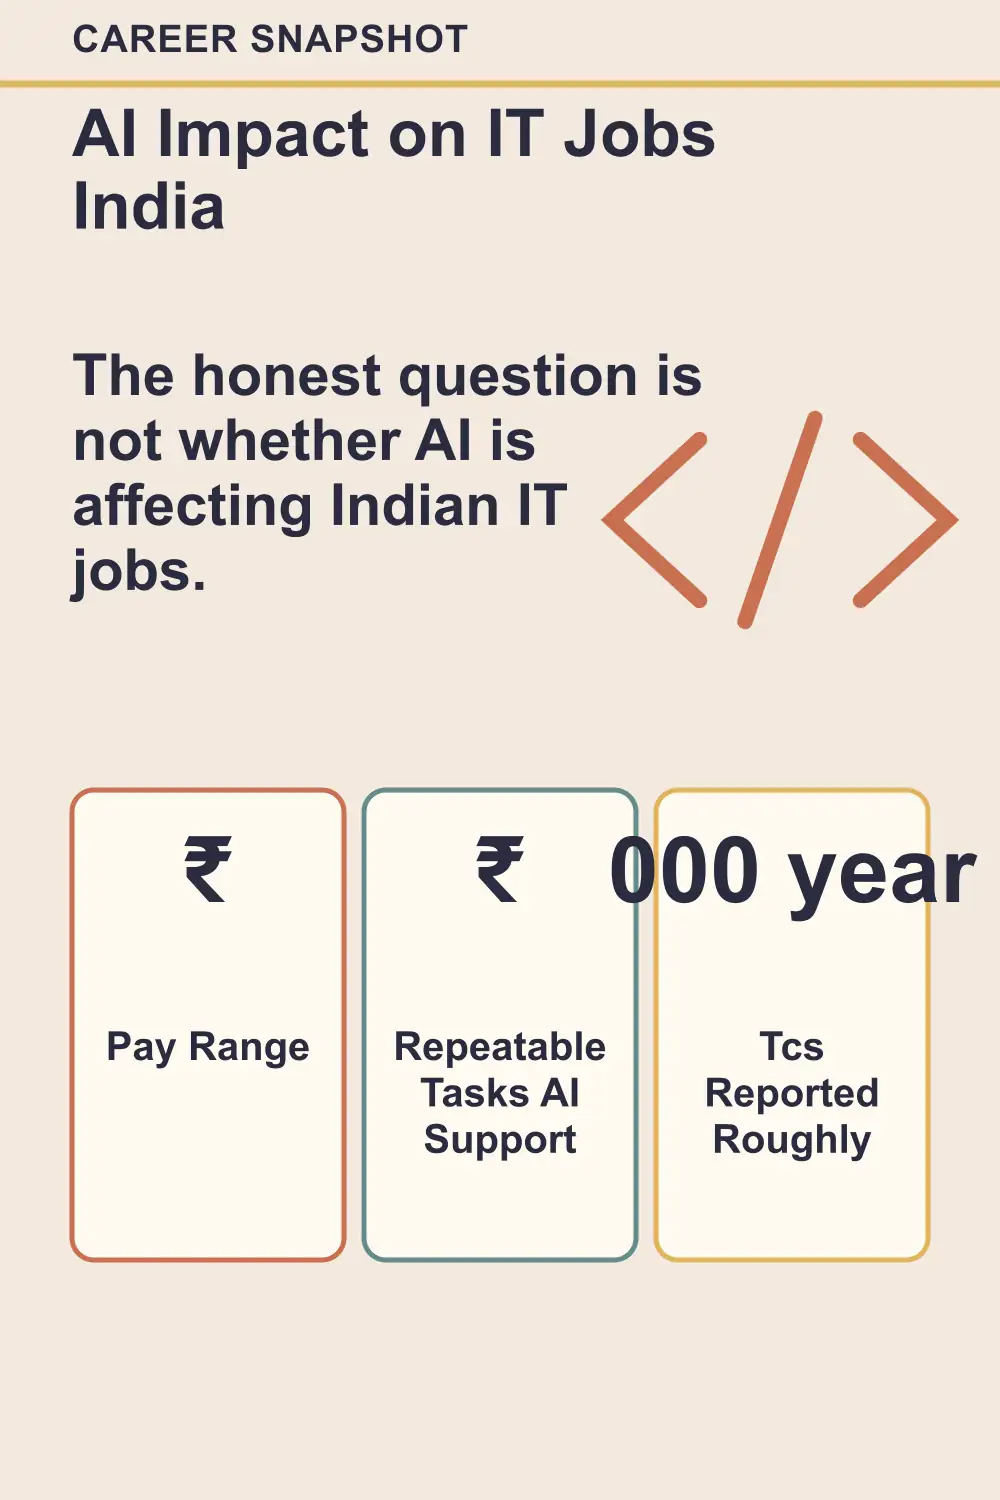 CAREER SNAPSHOT
AI Impact on IT Jobs
India
The honest question is
not whether AI is
affecting Indian IT
jobs.
</>
₹
Pay Range
₹
Repeatable
Tasks AI
Support
000 year
Tcs
Reported
Roughly